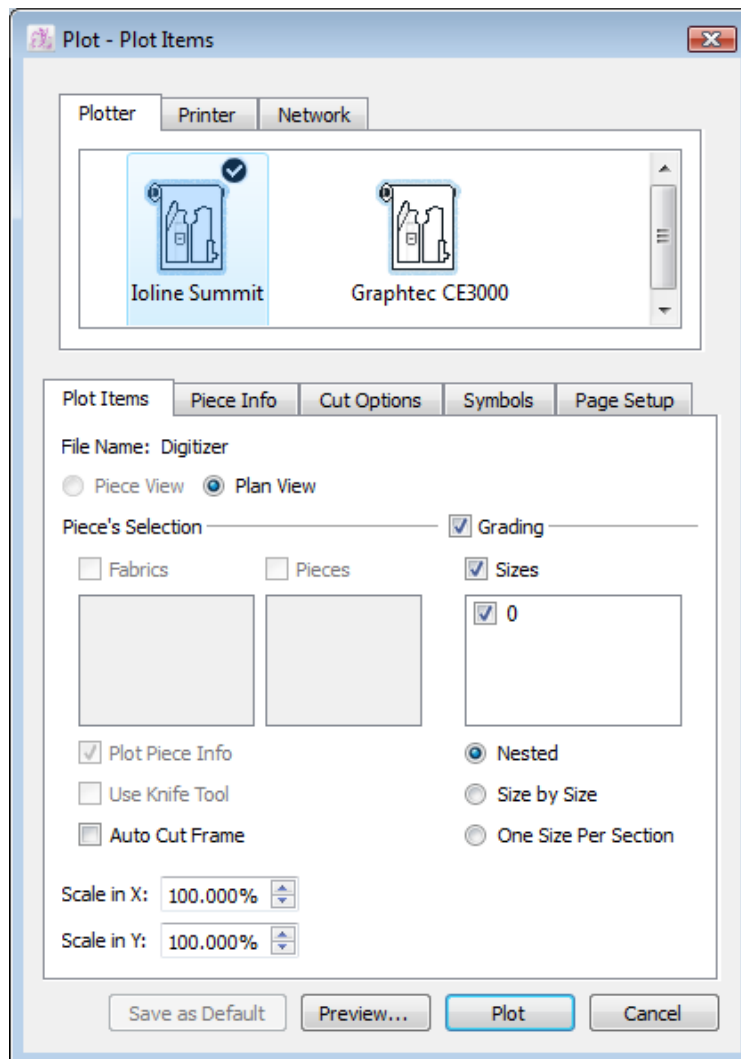 Plot - Plot Items
Plotter Printer Network
Ioline Summit Graphtec CE3000
Plot Items Piece Info Cut Options Symbols Page Setup
File Name: Digitizer
Piece View Plan View
Piece's Selection Grading
Fabrics Pieces Sizes
0
Plot Piece Info Nested
Use Knife Tool Size by Size
Auto Cut Frame One Size Per Section
Scale in X: 100.000%
Scale in Y: 100.000%
Save as Default Preview... Plot Cancel